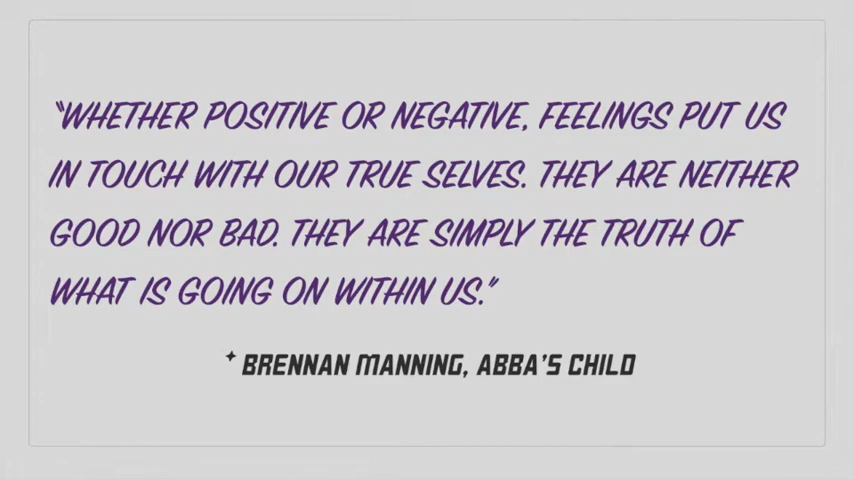 “WHETHER POSITIVE OR NEGATIVE, FEELINGS PUT US
IN TOUCH WITH OUR TRUE SELVES. THEY ARE NEITHER
GOOD NOR BAD. THEY ARE SIMPLY THE TRUTH OF
WHAT IS GOING ON WITHIN US.”
BRENNAN MANNING, ABBA’S CHILD